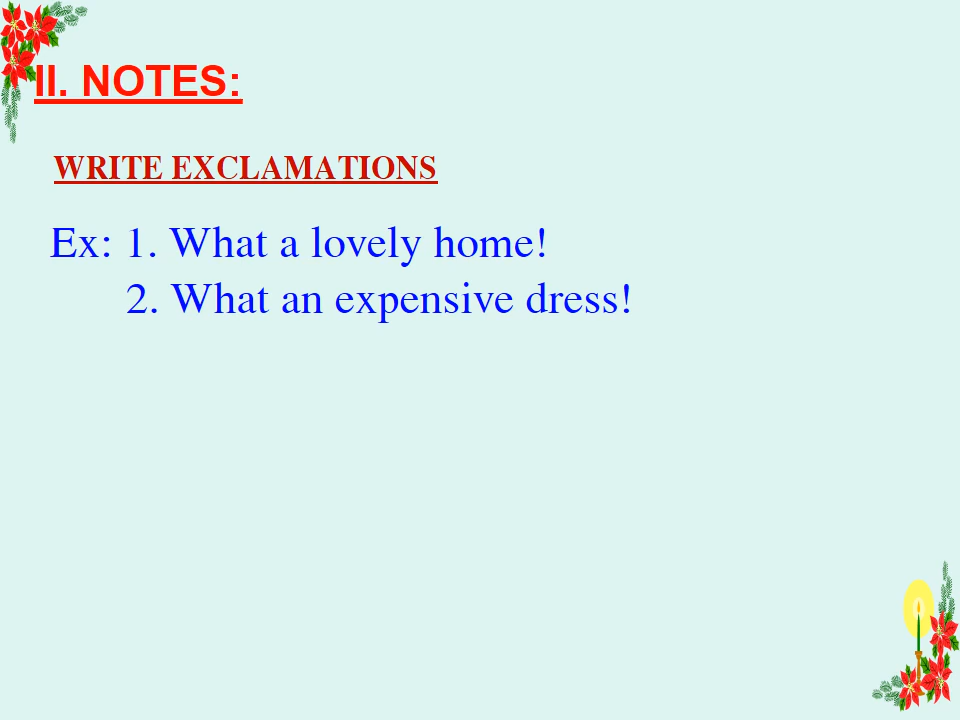 II. NOTES:
WRITE EXCLAMATIONS
Ex: 1. What a lovely home!
2. What an expensive dress!